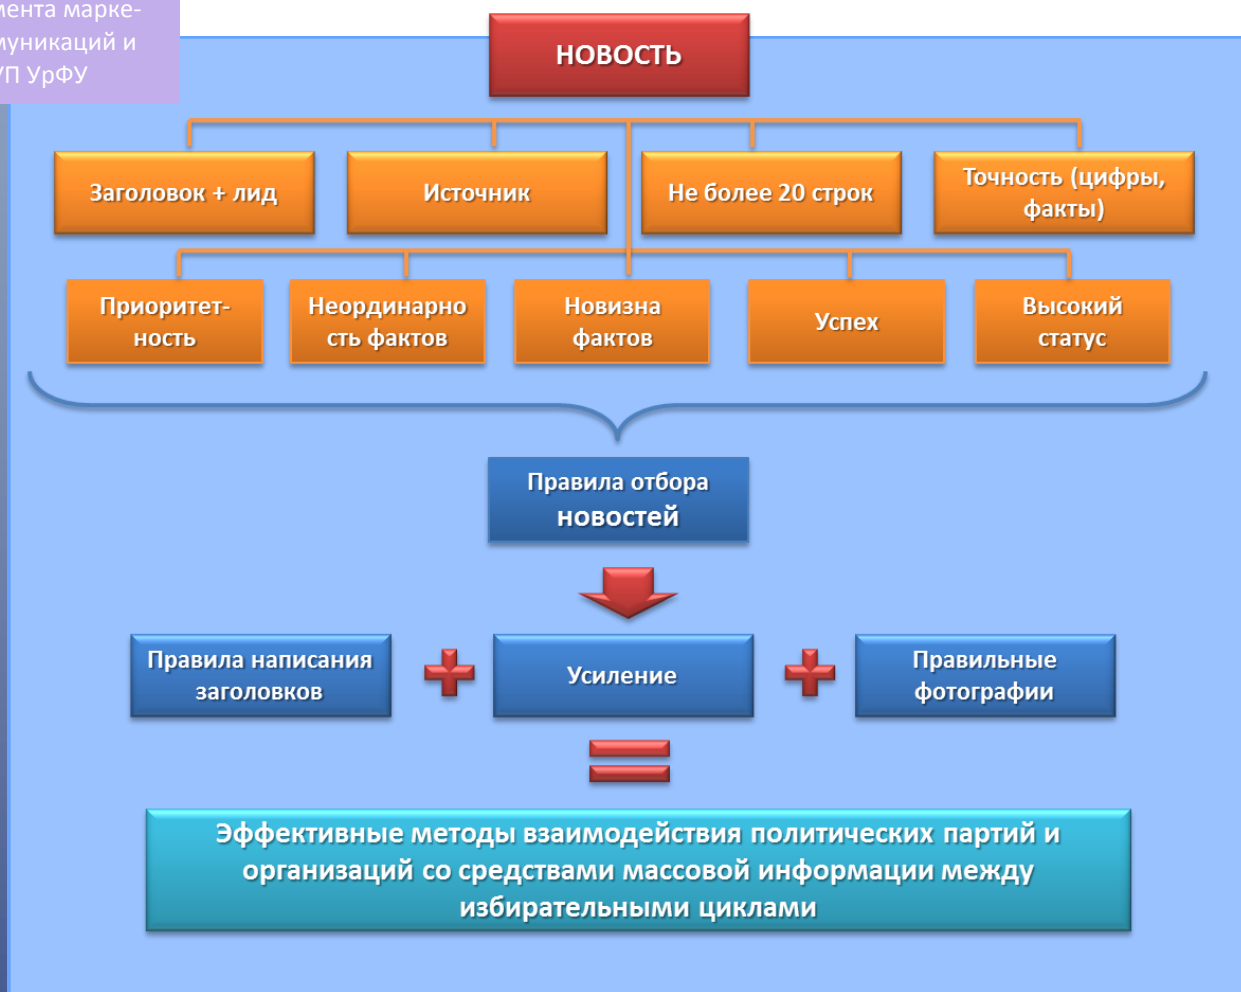 мента марке-
муникаций и
УП УрФУ
НОВОСТЬ
Заголовок + лид
Источник
Не более 20 строк
Точность (цифры,
факты)
Приоритет-
ность
Неординарно
сть фактов
Новизна
фактов
Успех
Высокий
статус
Правила отбора
новостей
Правила написания
заголовков
Усиление
Правильные
фотографии
Эффективные методы взаимодействия политических партий и
организаций со средствами массовой информации между
избирательными циклами